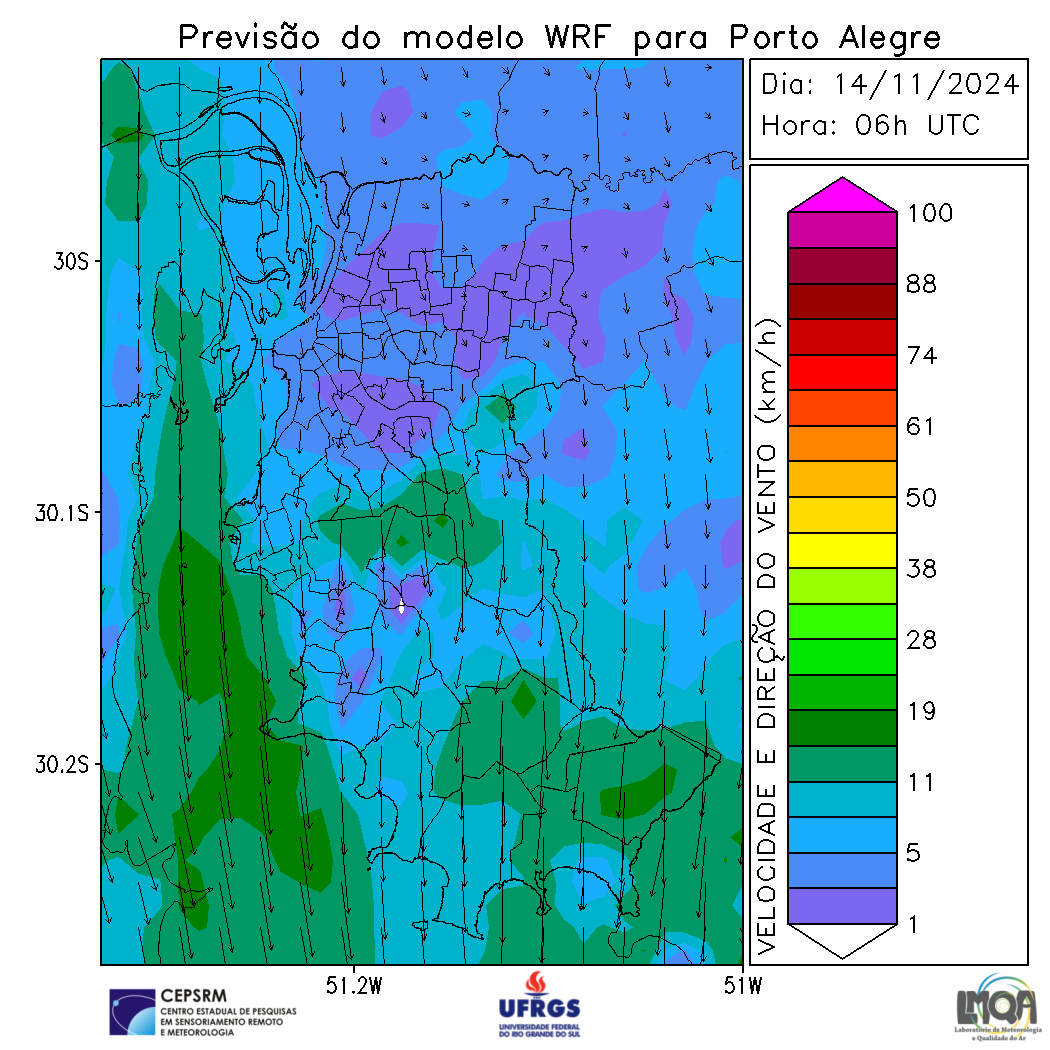 Previsão do modelo WRF para Porto Alegre
Dia: 14/11/2024
Hora: 06h UTC
30S
30.1S
30.2S
51.2W
51W
VELOCIDADE E DIREÇÃO DO VENTO (km/h)
100
88
74
61
50
38
28
19
11
5
1
CEPSRM
CENTRO ESTADUAL DE PESQUISAS
EM SENSORIAMENTO REMOTO
E METEOROLOGIA
UFRGS
UNIVERSIDADE FEDERAL
DO RIO GRANDE DO SUL
LMQA
Laboratório de Meteorologia
e Qualidade do Ar